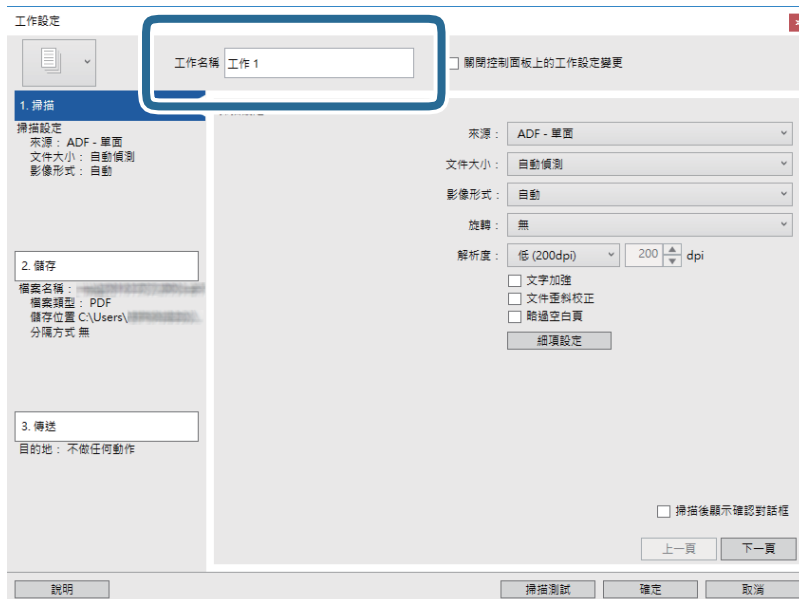 工作設定
工作名稱 工作 1 關閉控制面板上的工作設定變更
1. 掃描
掃描設定
來源： ADF - 單面
文件大小： 自動偵測
影像形式： 自動
2. 儲存
檔案名稱：
檔案類型： PDF
儲存位置 C:\Users\
分隔方式 無
3. 傳送
目的地： 不做任何動作
來源： ADF - 單面
文件大小： 自動偵測
影像形式： 自動
旋轉： 無
解析度： 低 (200dpi) 200 dpi
文字加強
文件歪斜校正
略過空白頁
細項設定
掃描後顯示確認對話框
上一頁 下一頁
說明 掃描測試 確定 取消